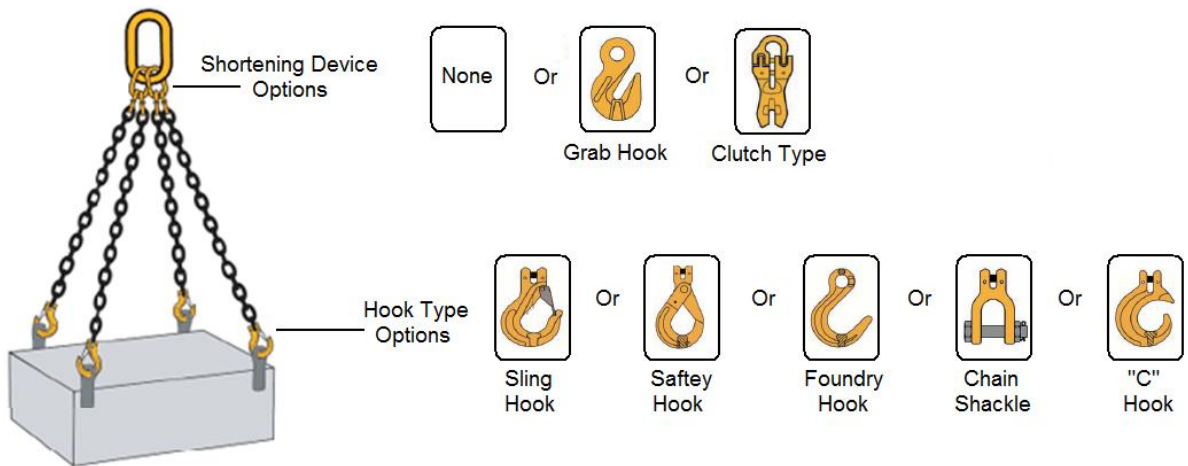 Shortening Device
Options
None
Or
Or
Grab Hook
Clutch Type
Hook Type
Options
Or
Or
Or
Or
Sling
Hook
Saftey
Hook
Foundry
Hook
Chain
Shackle
"C"
Hook